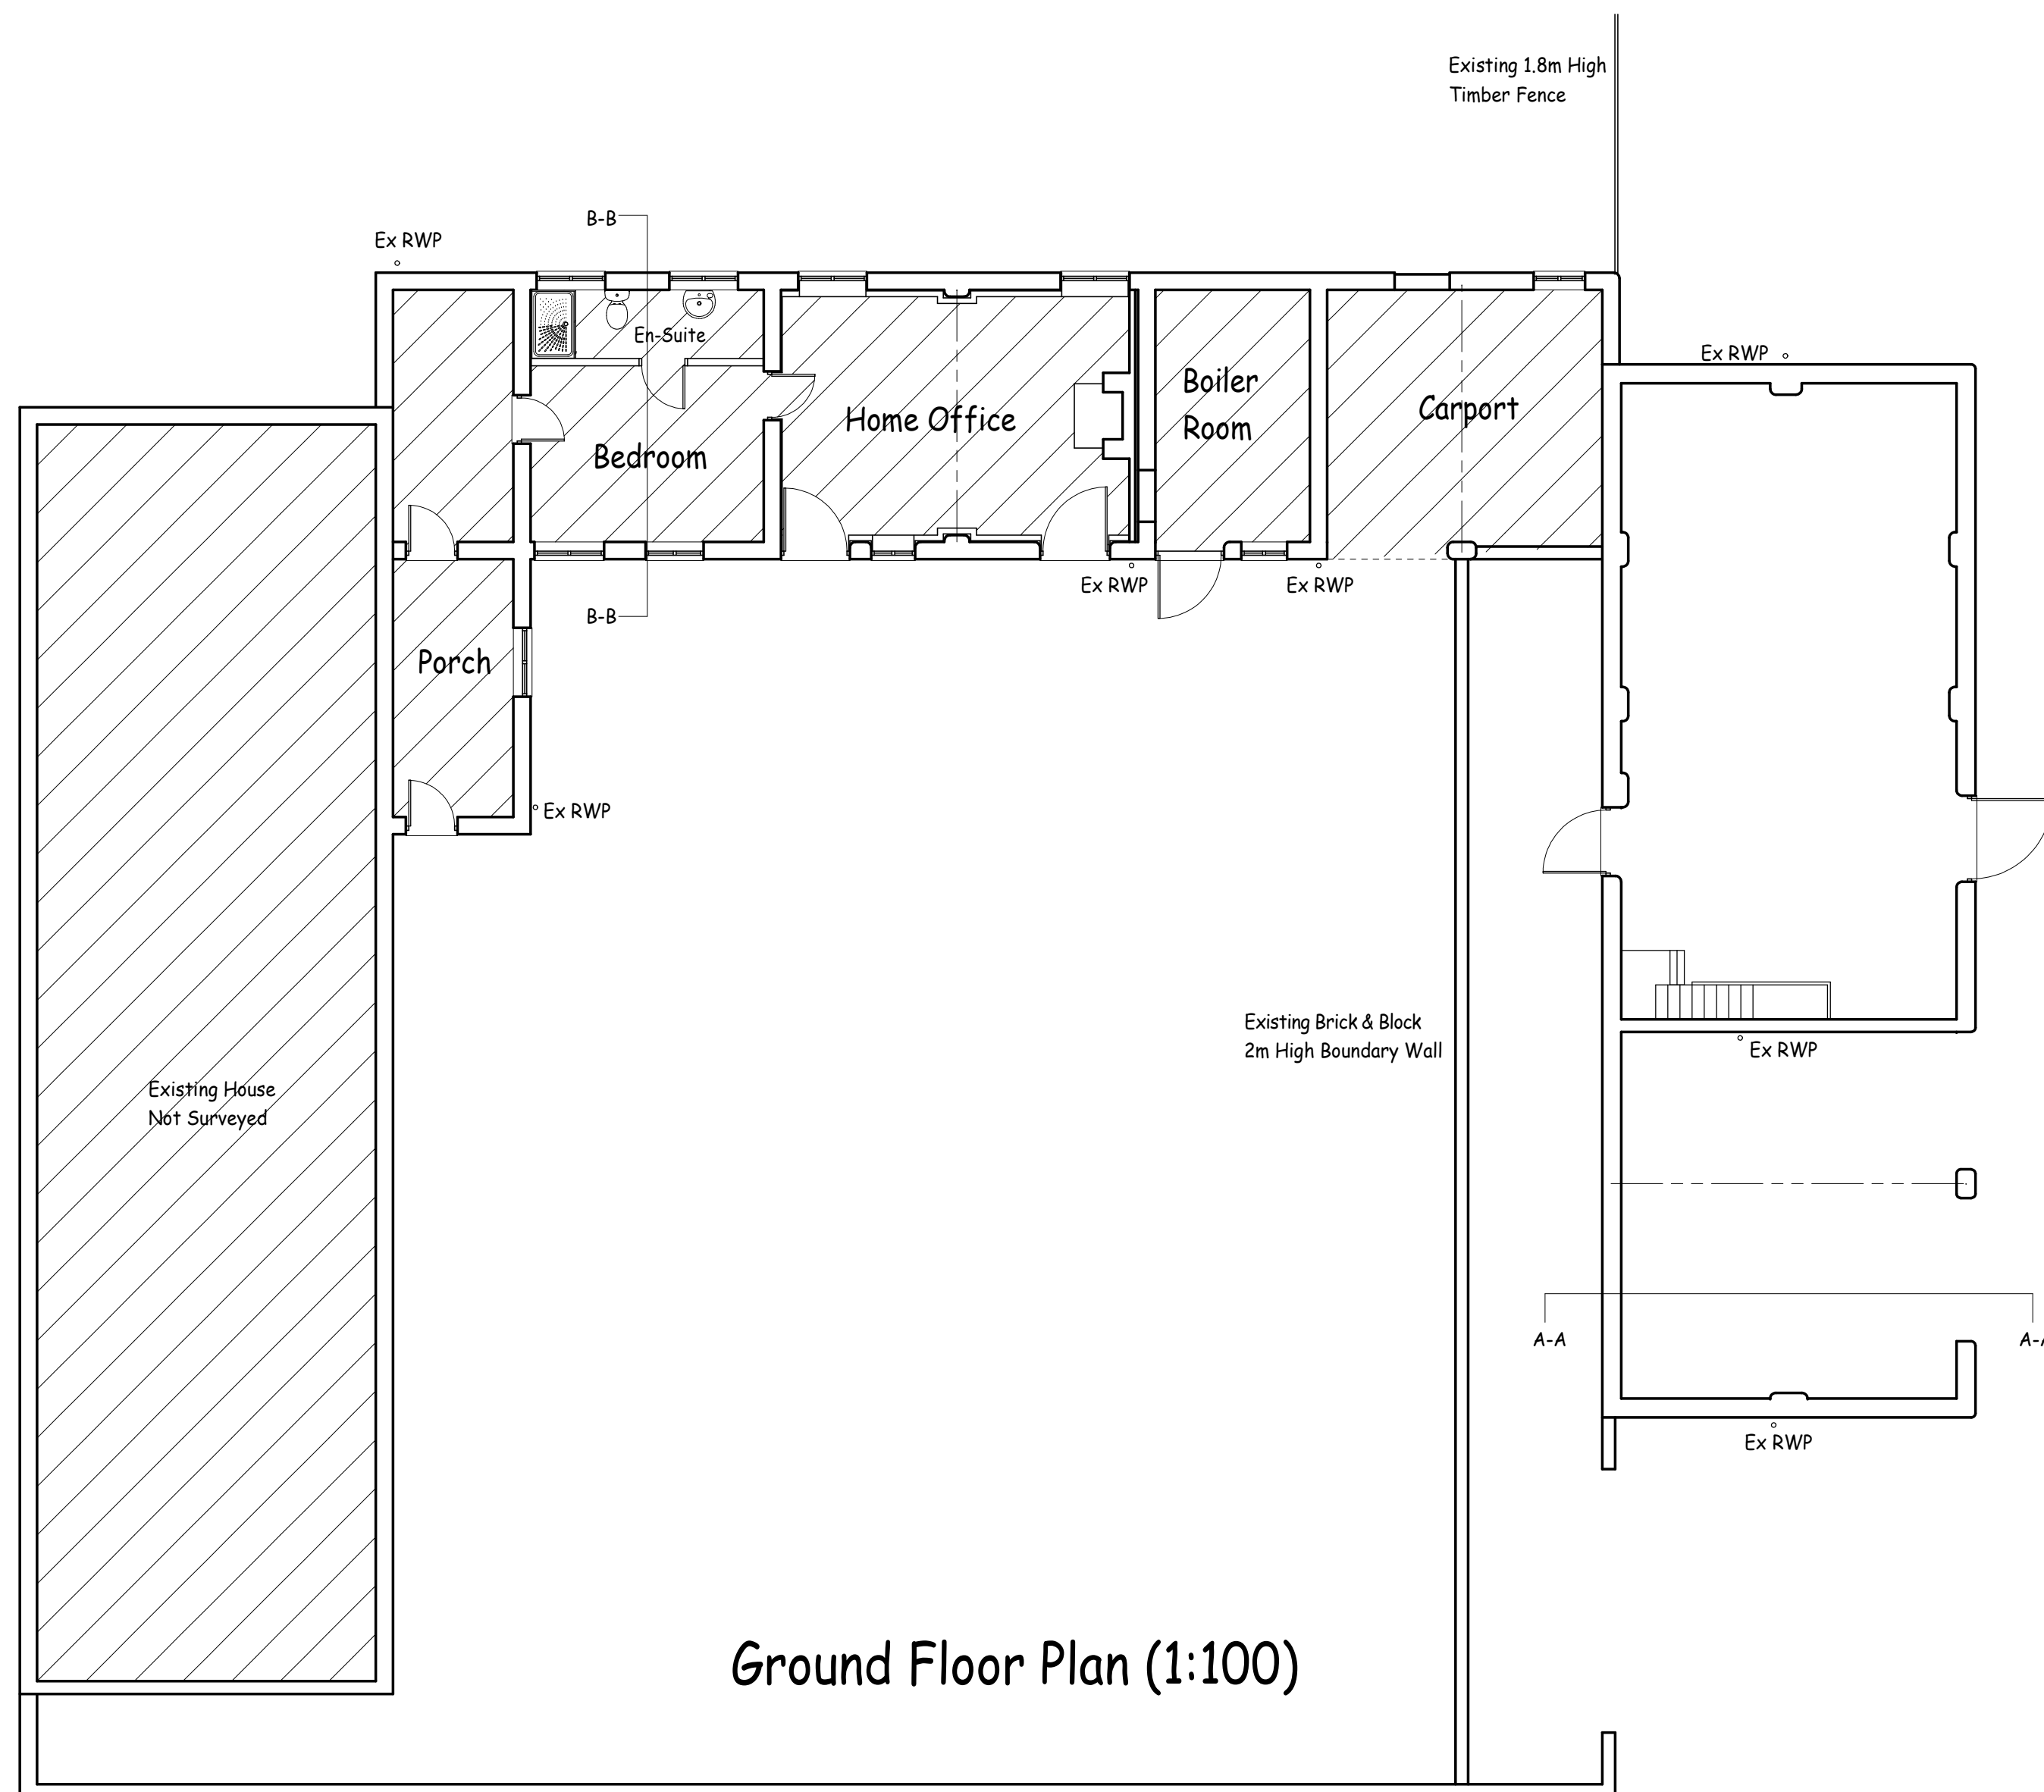 Existing 1.8m High
Timber Fence
B-B
Ex RWP
En-Suite
Ex RWP
Boiler
Room
Carport
Home Office
Bedroom
Ex RWP
Ex RWP
B-B
Porch
Ex RWP
Existing Brick & Block
2m High Boundary Wall
Ex RWP
Existing House
Not Surveyed
A-A
Ex RWP
Ground Floor Plan (1:100)